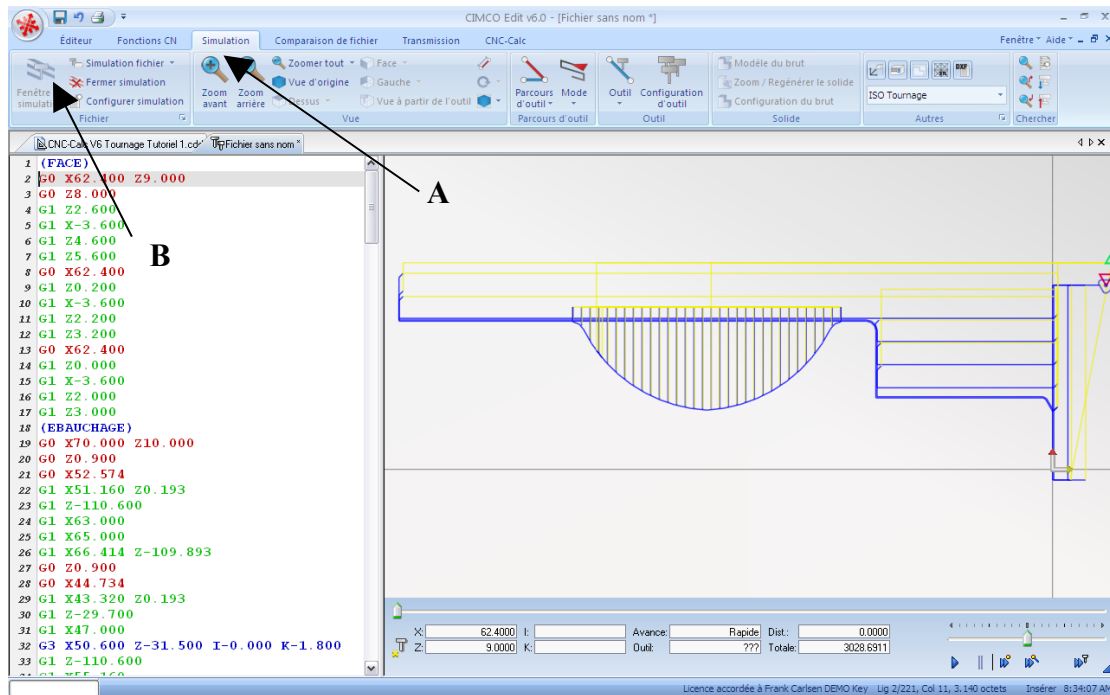 CIMCO Edit v6.0 - [Fichier sans nom *]
Éditeur Fonctions CN Simulation Comparaison de fichier Transmission CNC-Calc Fenêtre Aide
Fenêtre simulation
Simulation fichier
Fermer simulation
Configurer simulation
Fichier
Zoom avant
Zoom arrière
Zoomer tout
Vue d'origine
Dessus
Face
Gauche
Vue à partir de l'outil
Vue
Parcours d'outil
Mode
Parcours d'outil
Outil
Configuration d'outil
Outil
Modèle du brut
Zoom / Regénérer le solide
Configuration du brut
Solide
DXF
ISO Tournage
Autres
Chercher
CNC-Calc V6 Tournage Tutoriel 1.cdd Fichier sans nom *
A
B
1 (FACE)
2 G0 X62.400 Z9.000
3 G0 Z8.000
4 G1 Z2.600
5 G1 X-3.600
6 G1 Z4.600
7 G1 Z5.600
8 G0 X62.400
9 G1 Z0.200
10 G1 X-3.600
11 G1 Z2.200
12 G1 Z3.200
13 G0 X62.400
14 G1 Z0.000
15 G1 X-3.600
16 G1 Z2.000
17 G1 Z3.000
18 (EBAUCHAGE)
19 G0 X70.000 Z10.000
20 G0 Z0.900
21 G0 X52.574
22 G1 X51.160 Z0.193
23 G1 Z-110.600
24 G1 X63.000
25 G1 X65.000
26 G1 X66.414 Z-109.893
27 G0 Z0.900
28 G0 X44.734
29 G1 X43.320 Z0.193
30 G1 Z-29.700
31 G1 X47.000
32 G3 X50.600 Z-31.500 I-0.000 K-1.800
33 G1 Z-110.600
X: 62.4000 I: Avance: Rapide Dist.: 0.0000
Z: 9.0000 K: Outil: ??? Totale: 3028.6911
Licence accordée à Frank Carlsen DEMO Key Lig 2/221, Col 11, 3.140 octets Insérer 8:34:07 AM